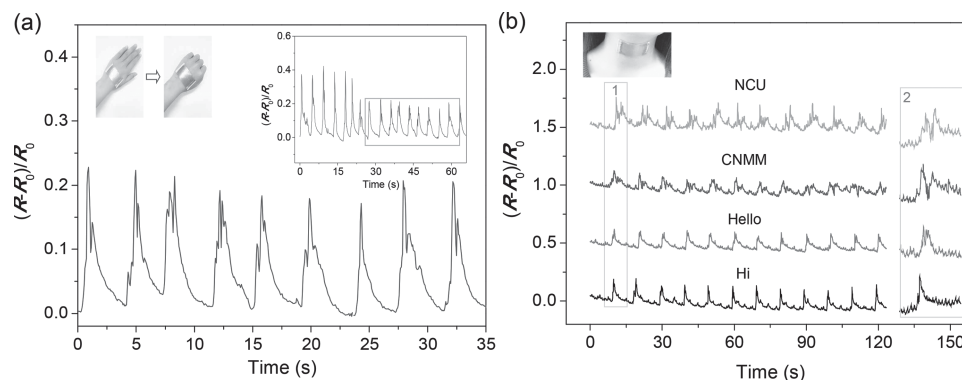 (a)
0.4
0.3
0.2
0.1
0.0
(R-R0)/R0
0 5 10 15 20 25 30 35
Time (s)
0.6
0.4
0.2
0.0
(R-R0)/R0
0 15 30 45 60
Time (s)
(b)
2.0
1.5
1.0
0.5
0.0
(R-R0)/R0
1
NCU
2
CNMM
Hello
Hi
0 30 60 90 120 150
Time (s)